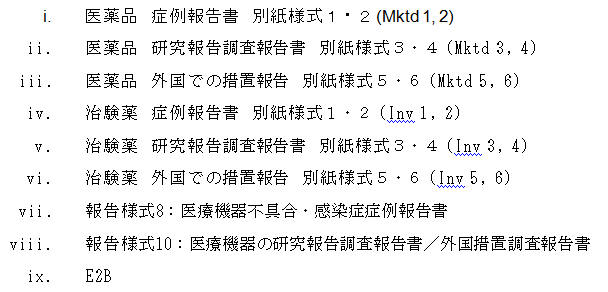 i. 医薬品 症例報告書 別紙様式１・２ (Mktd 1, 2)
ii. 医薬品 研究報告調査報告書 別紙様式３・４ (Mktd 3, 4)
iii. 医薬品 外国での措置報告 別紙様式５・６ (Mktd 5, 6)
iv. 治験薬 症例報告書 別紙様式１・２ (Inv 1, 2)
v. 治験薬 研究報告調査報告書 別紙様式３・４ (Inv 3, 4)
vi. 治験薬 外国での措置報告 別紙様式５・６ (Inv 5, 6)
vii. 報告様式8：医療機器不具合・感染症症例報告書
viii. 報告様式10：医療機器の研究報告調査報告書／外国措置調査報告書
ix. E2B